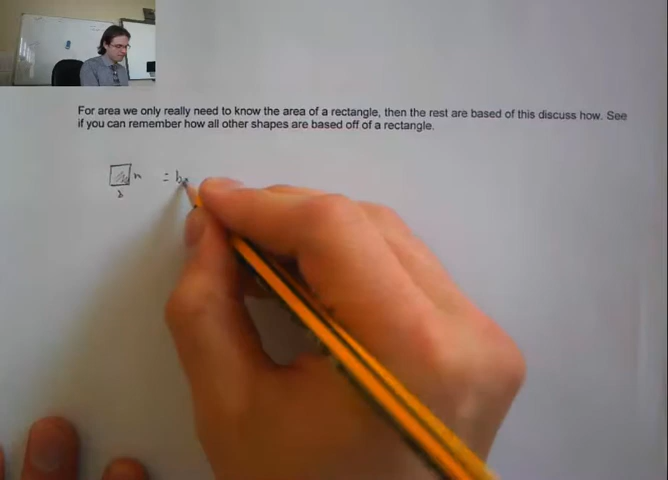 For area we only really need to know the area of a rectangle, then the rest are based of this discuss how. See
if you can remember how all other shapes are based off of a rectangle.
h = b
b